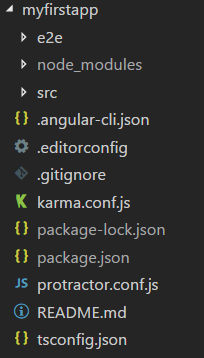 myfirstapp
e2e
node_modules
src
.angular-cli.json
.editorconfig
.gitignore
karma.conf.js
package-lock.json
package.json
protractor.conf.js
README.md
tsconfig.json